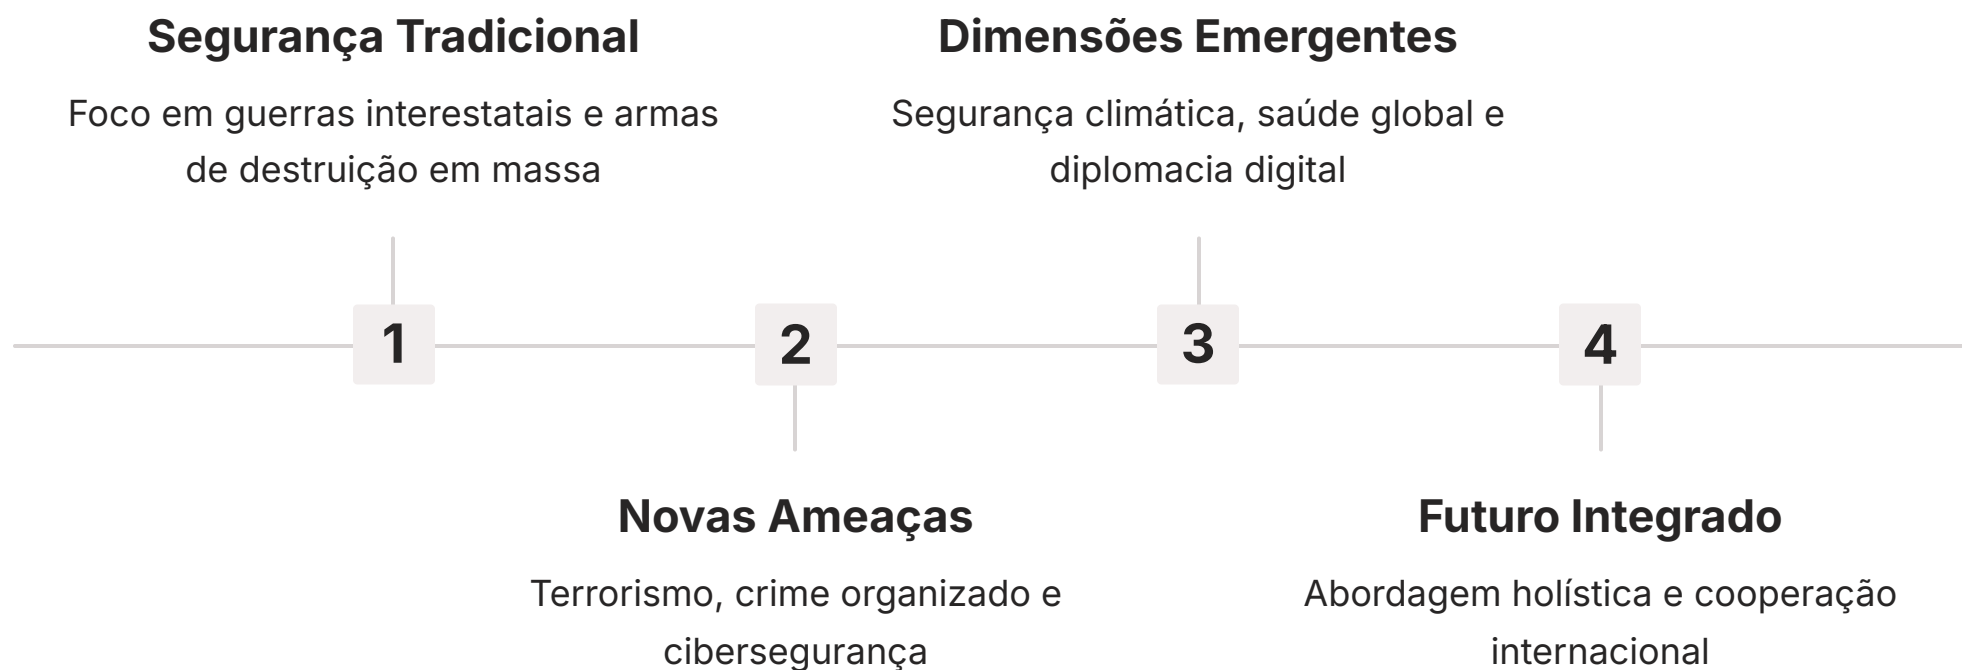 Segurança Tradicional
Foco em guerras interestatais e armas
de destruição em massa
Dimensões Emergentes
Segurança climática, saúde global e
diplomacia digital
1
2
3
4
Novas Ameaças
Terrorismo, crime organizado e
cibersegurança
Futuro Integrado
Abordagem holística e cooperação
internacional